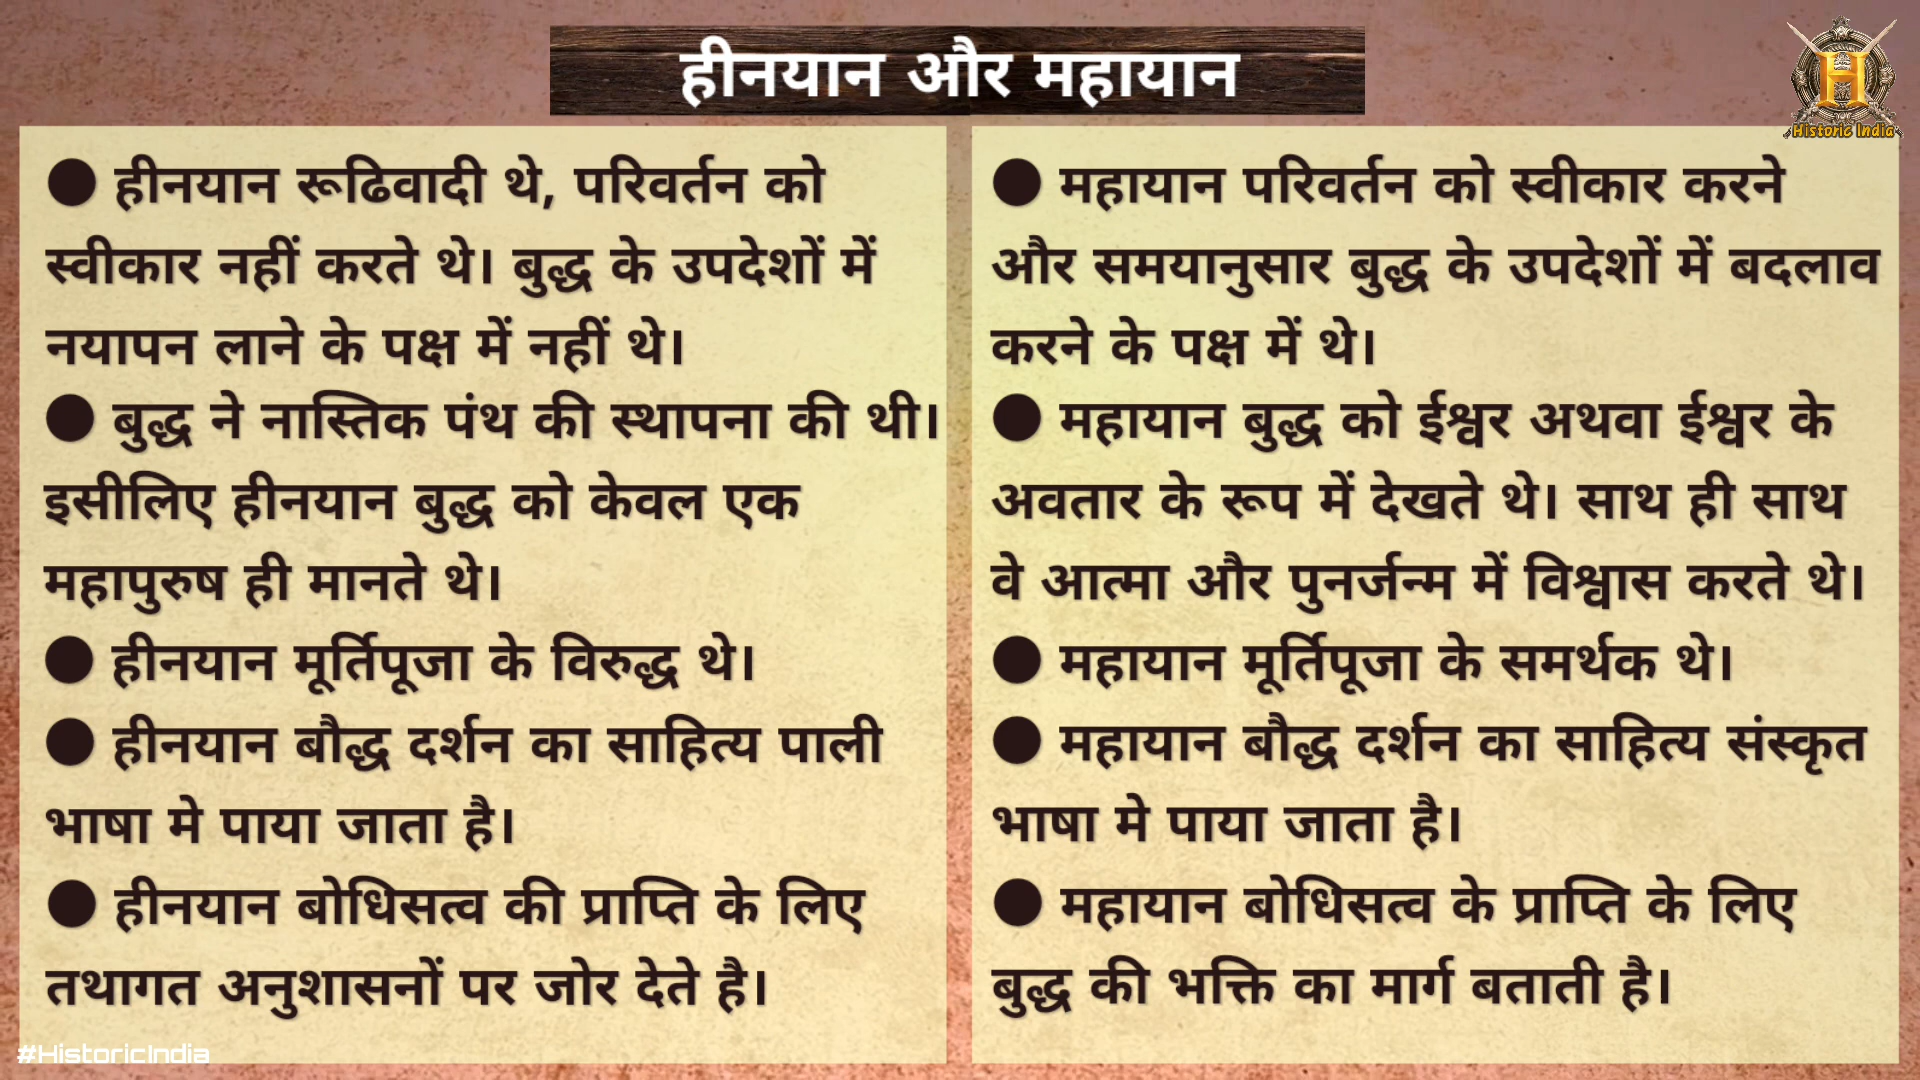 हीनयान और महायान
Historic India
● हीनयान रूढिवादी थे, परिवर्तन को
स्वीकार नहीं करते थे। बुद्ध के उपदेशों में
नयापन लाने के पक्ष में नहीं थे।
● बुद्ध ने नास्तिक पंथ की स्थापना की थी।
इसीलिए हीनयान बुद्ध को केवल एक
महापुरुष ही मानते थे।
● हीनयान मूर्तिपूजा के विरुद्ध थे।
● हीनयान बौद्ध दर्शन का साहित्य पाली
भाषा मे पाया जाता है।
● हीनयान बोधिसत्व की प्राप्ति के लिए
तथागत अनुशासनों पर जोर देते है।
● महायान परिवर्तन को स्वीकार करने
और समयानुसार बुद्ध के उपदेशों में बदलाव
करने के पक्ष में थे।
● महायान बुद्ध को ईश्वर अथवा ईश्वर के
अवतार के रूप में देखते थे। साथ ही साथ
वे आत्मा और पुनर्जन्म में विश्वास करते थे।
● महायान मूर्तिपूजा के समर्थक थे।
● महायान बौद्ध दर्शन का साहित्य संस्कृत
भाषा मे पाया जाता है।
● महायान बोधिसत्व के प्राप्ति के लिए
बुद्ध की भक्ति का मार्ग बताती है।
#HistoricIndia